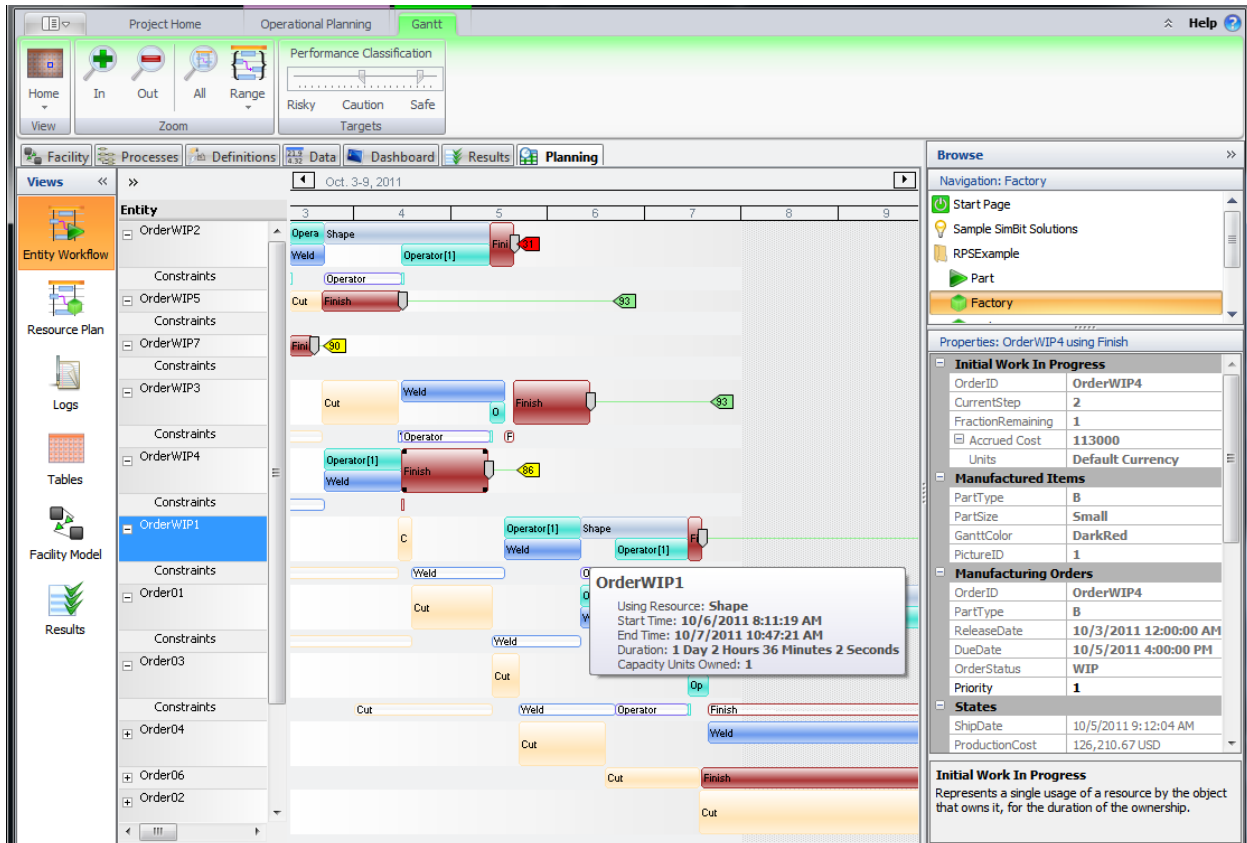 Project Home Operational Planning Gantt Help
Performance Classification
Home In Out All Range
Risky Caution Safe
View Zoom Targets
Facility Processes Definitions Data Dashboard Results Planning
Views
Entity Workflow
Resource Plan
Logs
Tables
Facility Model
Results
Oct. 3-9, 2011
Entity 3 4 5 6 7 8 9
OrderWIP2 Opera Shape
Fini
Weld Operator[1]
Constraints Operator
OrderWIP5 Cut Finish 93
Constraints
OrderWIP7 Fini 90
Constraints
OrderWIP3 Weld
Cut O Finish 93
Constraints Operator F
OrderWIP4 Operator[1]
Finish 86
Weld
Constraints
OrderWIP1 Operator[1] Shape
C Fi
Weld Operator[1]
Constraints Weld
Order01
Cut
Constraints Weld
Order03
Cut
Op
Constraints Cut Weld Operator Finish
Order04 Weld
Cut
Order06 Cut Finish
Order02
Cut
OrderWIP1
Using Resource: Shape
Start Time: 10/6/2011 8:11:19 AM
End Time: 10/7/2011 10:47:21 AM
Duration: 1 Day 2 Hours 36 Minutes 2 Seconds
Capacity Units Owned: 1
Browse
Navigation: Factory
Start Page
Sample SimBit Solutions
RPSExample
Part
Factory
Properties: OrderWIP4 using Finish
Initial Work In Progress
OrderID OrderWIP4
CurrentStep 2
FractionRemaining 1
Accrued Cost 113000
Units Default Currency
Manufactured Items
PartType B
PartSize Small
GanttColor DarkRed
PictureID 1
Manufacturing Orders
OrderID OrderWIP4
PartType B
ReleaseDate 10/3/2011 12:00:00 AM
DueDate 10/5/2011 4:00:00 PM
OrderStatus WIP
Priority 1
States
ShipDate 10/5/2011 9:12:04 AM
ProductionCost 126,210.67 USD
Initial Work In Progress
Represents a single usage of a resource by the object
that owns it, for the duration of the ownership.